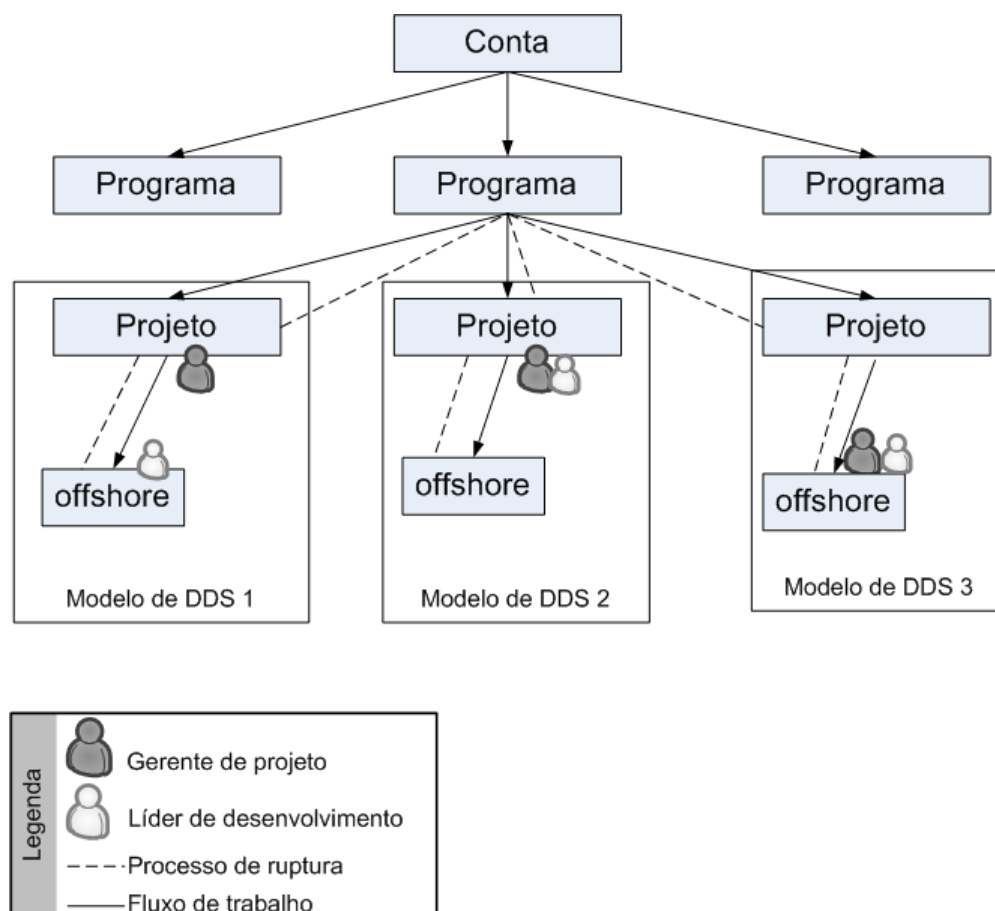 Conta
Programa
Programa
Programa
Projeto
Projeto
Projeto
offshore
offshore
offshore
Modelo de DDS 1
Modelo de DDS 2
Modelo de DDS 3
Legenda
Gerente de projeto
Líder de desenvolvimento
Processo de ruptura
Fluxo de trabalho